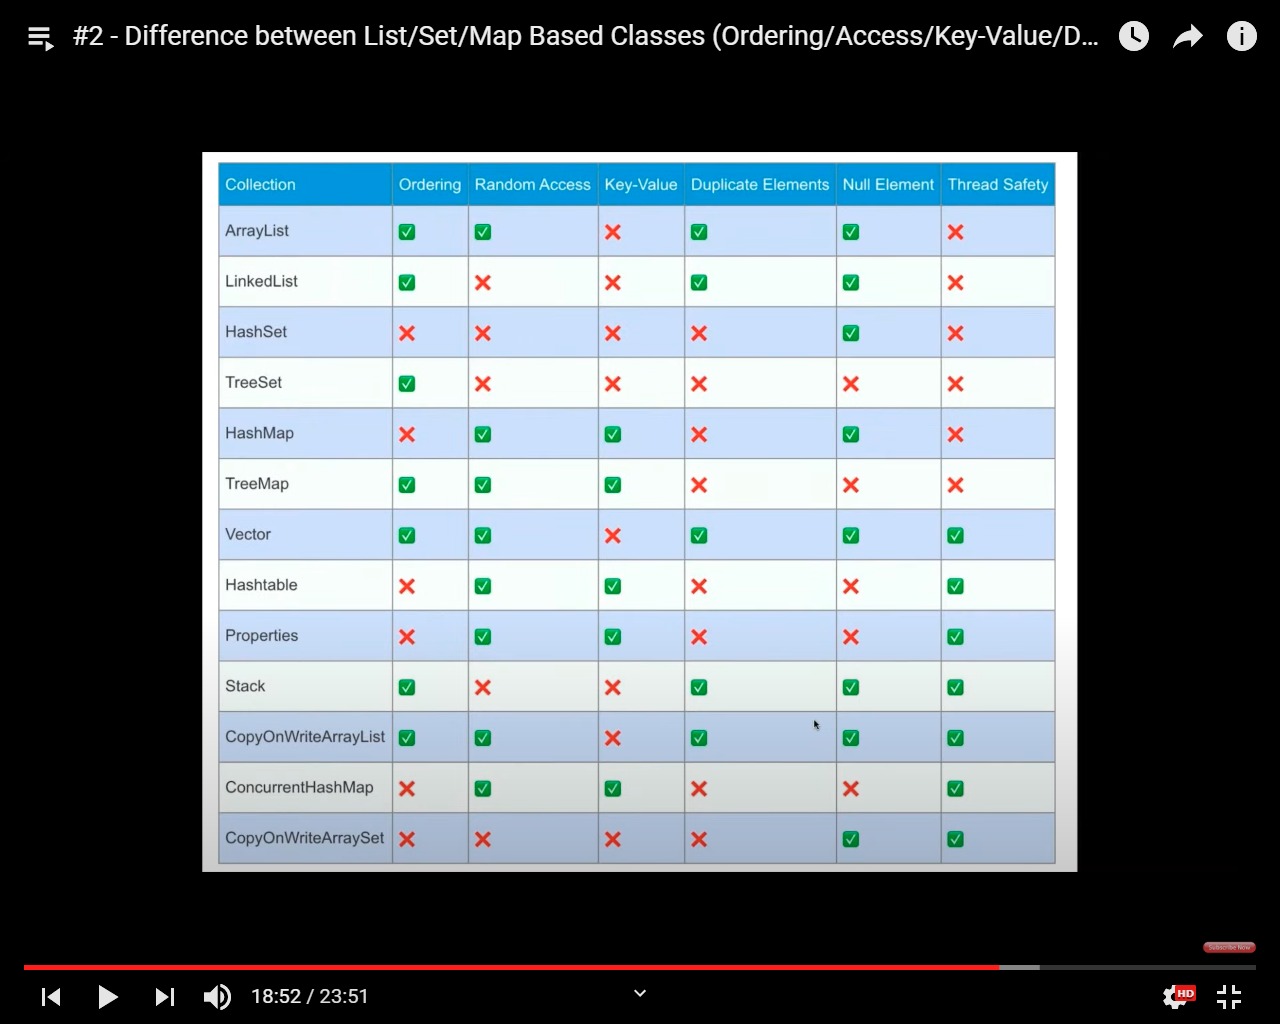 #2 - Difference between List/Set/Map Based Classes (Ordering/Access/Key-Value/D...
Collection Ordering Random Access Key-Value Duplicate Elements Null Element Thread Safety
ArrayList ✅ ✅ ❌ ✅ ✅ ❌
LinkedList ✅ ❌ ❌ ✅ ✅ ❌
HashSet ❌ ❌ ❌ ❌ ✅ ❌
TreeSet ✅ ❌ ❌ ❌ ❌ ❌
HashMap ❌ ✅ ✅ ❌ ✅ ❌
TreeMap ✅ ✅ ✅ ❌ ❌ ❌
Vector ✅ ✅ ❌ ✅ ✅ ✅
Hashtable ❌ ✅ ✅ ❌ ❌ ✅
Properties ❌ ✅ ✅ ❌ ❌ ✅
Stack ✅ ❌ ❌ ✅ ✅ ✅
CopyOnWriteArrayList ✅ ✅ ❌ ✅ ✅ ✅
ConcurrentHashMap ❌ ✅ ✅ ❌ ❌ ✅
CopyOnWriteArraySet ❌ ❌ ❌ ❌ ✅ ✅
Subscribe Now
18:52 / 23:51
HD